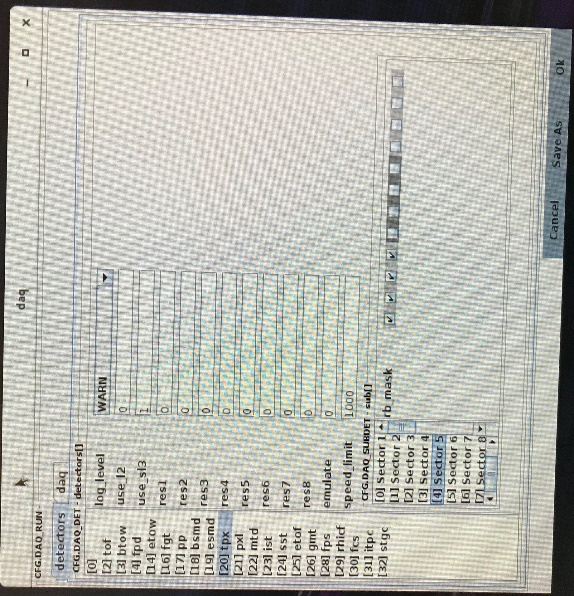 daq
CFG.DAQ_RUN
detectors daq
CFG.DAQ_DET - detectors[]
[0]
[2] tof
[3] btow
[4] fpd
[14] etow
[16] fgt
[17] pp
[18] bsmd
[19] esmd
[20] tpx
[21] pxl
[22] mtd
[23] ist
[24] sst
[25] etof
[26] gmt
[28] fps
[29] rhicf
[30] fcs
[31] itpc
[32] stgc
log_level WARN
use_l2 0
use_sl3 1
res1 0
res2 0
res3 0
res4 0
res5 0
res6 0
res7 0
res8 0
emulate 0
speed_limit 1000
CFG.DAQ_SUBDET - sub[]
[0] Sector 1
[1] Sector 2
[2] Sector 3
[3] Sector 4
[4] Sector 5
[5] Sector 6
[6] Sector 7
[7] Sector 8
rb_mask
Cancel Save As Ok